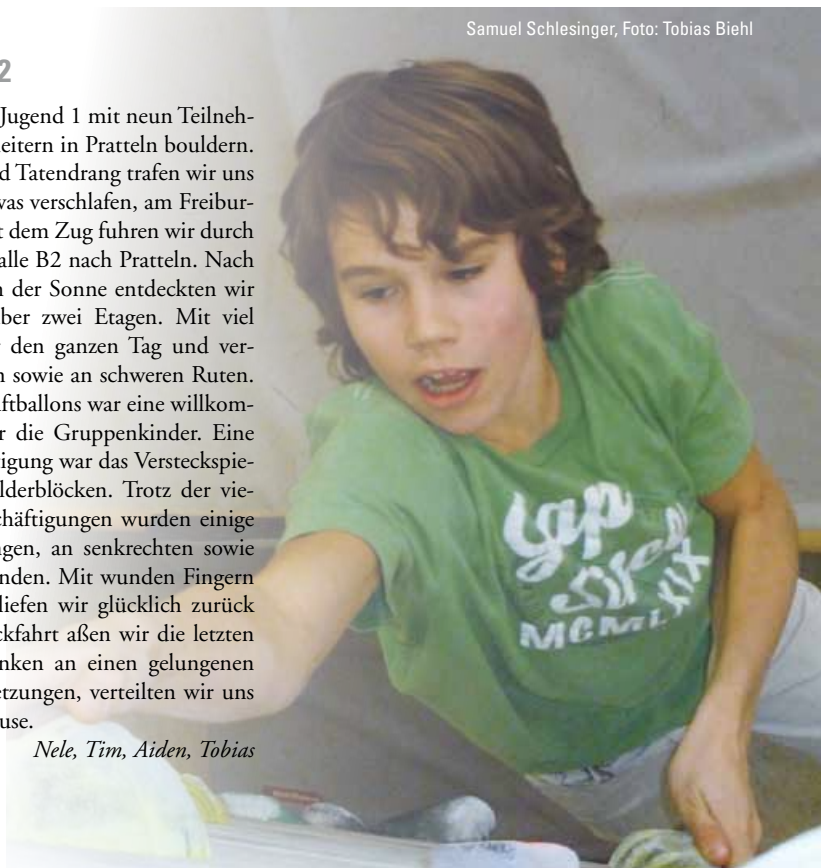 Samuel Schlesinger, Foto: Tobias Biehl
2
Jugend 1 mit neun Teilneh-
eitern in Pratteln bouldern.
d Tatendrang trafen wir uns
was verschlafen, am Freibur-
t dem Zug fuhren wir durch
alle B2 nach Pratteln. Nach
n der Sonne entdeckten wir
ber zwei Etagen. Mit viel
den ganzen Tag und ver-
n sowie an schweren Ruten.
ftballons war eine willkom-
r die Gruppenkinder. Eine
igung war das Versteckspie-
lderblöcken. Trotz der vie-
chäftigungen wurden einige
ngen, an senkrechten sowie
nden. Mit wunden Fingern
liefen wir glücklich zurück
ckfahrt aßen wir die letzten
nken an einen gelungenen
etzungen, verteilten wir uns
use.
Nele, Tim, Aiden, Tobias
gap
MCMLXIX